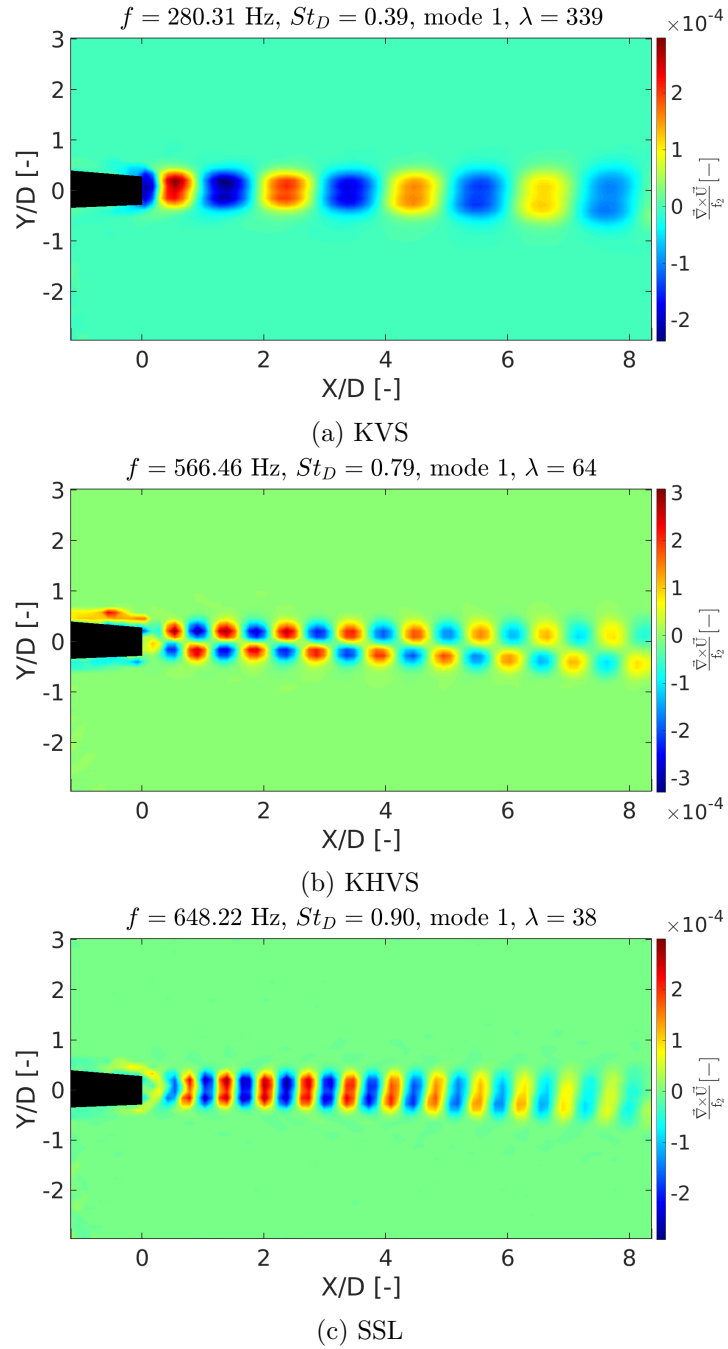 f = 280.31 Hz, St_D = 0.39, mode 1, λ = 339
×10⁻⁴
3
2
1
0
-1
-2
Y/D [-]
0 2 4 6 8
X/D [-]
2
1
0
-1
-2
∇⃗×U⃗/f₂ [−]
(a) KVS
f = 566.46 Hz, St_D = 0.79, mode 1, λ = 64
3
2
1
0
-1
-2
Y/D [-]
0 2 4 6 8
X/D [-]
3
2
1
0
-1
-2
-3
×10⁻⁴
∇⃗×U⃗/f₂ [−]
(b) KHVS
f = 648.22 Hz, St_D = 0.90, mode 1, λ = 38
×10⁻⁴
3
2
1
0
-1
-2
Y/D [-]
0 2 4 6 8
X/D [-]
2
1
0
-1
-2
∇⃗×U⃗/f₂ [−]
(c) SSL